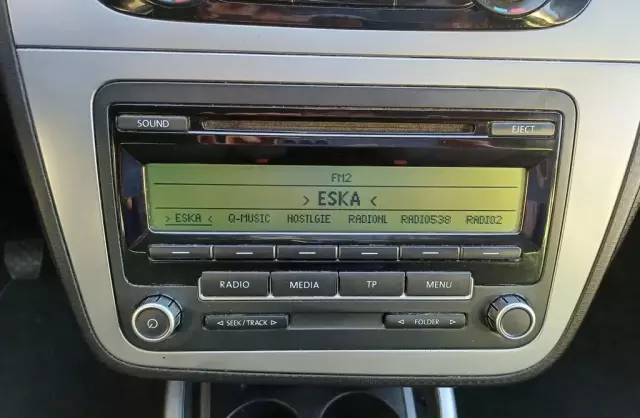 SOUND EJECT
FM2
> ESKA <
> ESKA < Q-MUSIC NOSTLGIE RADIONL RADIO538 RADIO2
RADIO MEDIA TP MENU
◁ SEEK/TRACK ▷ ◁ FOLDER ▷